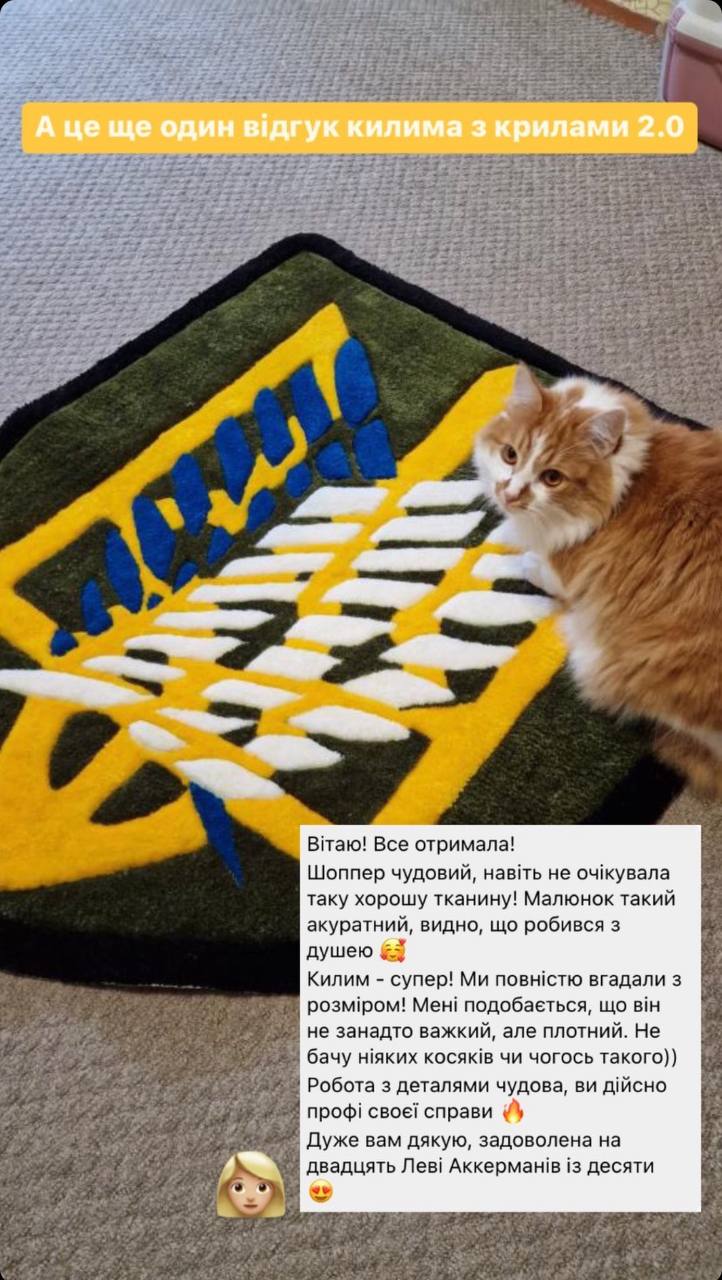 А це ще один відгук килима з крилами 2.0
Вітаю! Все отримала!
Шоппер чудовий, навіть не очікувала
таку хорошу тканину! Малюнок такий
акуратний, видно, що робився з
душею 🥰
Килим - супер! Ми повністю вгадали з
розміром! Мені подобається, що він
не занадто важкий, але плотний. Не
бачу ніяких косяків чи чогось такого))
Робота з деталями чудова, ви дійсно
профі своєї справи 🔥
Дуже вам дякую, задоволена на
двадцять Леві Аккерманів із десяти
😍